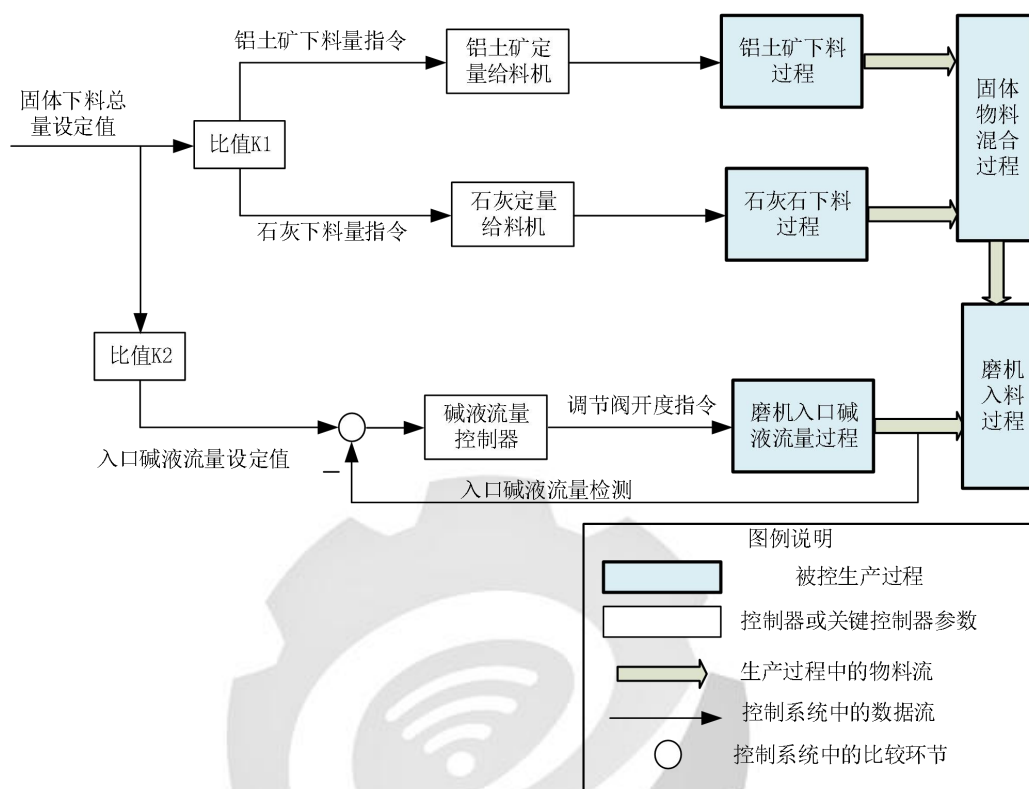 铝土矿下料量指令
铝土矿定
量给料机
铝土矿下料
过程
固体下料总
量设定值
比值K1
固体
物料
混合
过程
石灰下料量指令
石灰定量
给料机
石灰石下料
过程
比值K2
入口碱液流量设定值
碱液流量
控制器
调节阀开度指令
磨机入口碱
液流量过程
磨机
入料
过程
入口碱液流量检测
图例说明
被控生产过程
控制器或关键控制器参数
生产过程中的物料流
控制系统中的数据流
控制系统中的比较环节